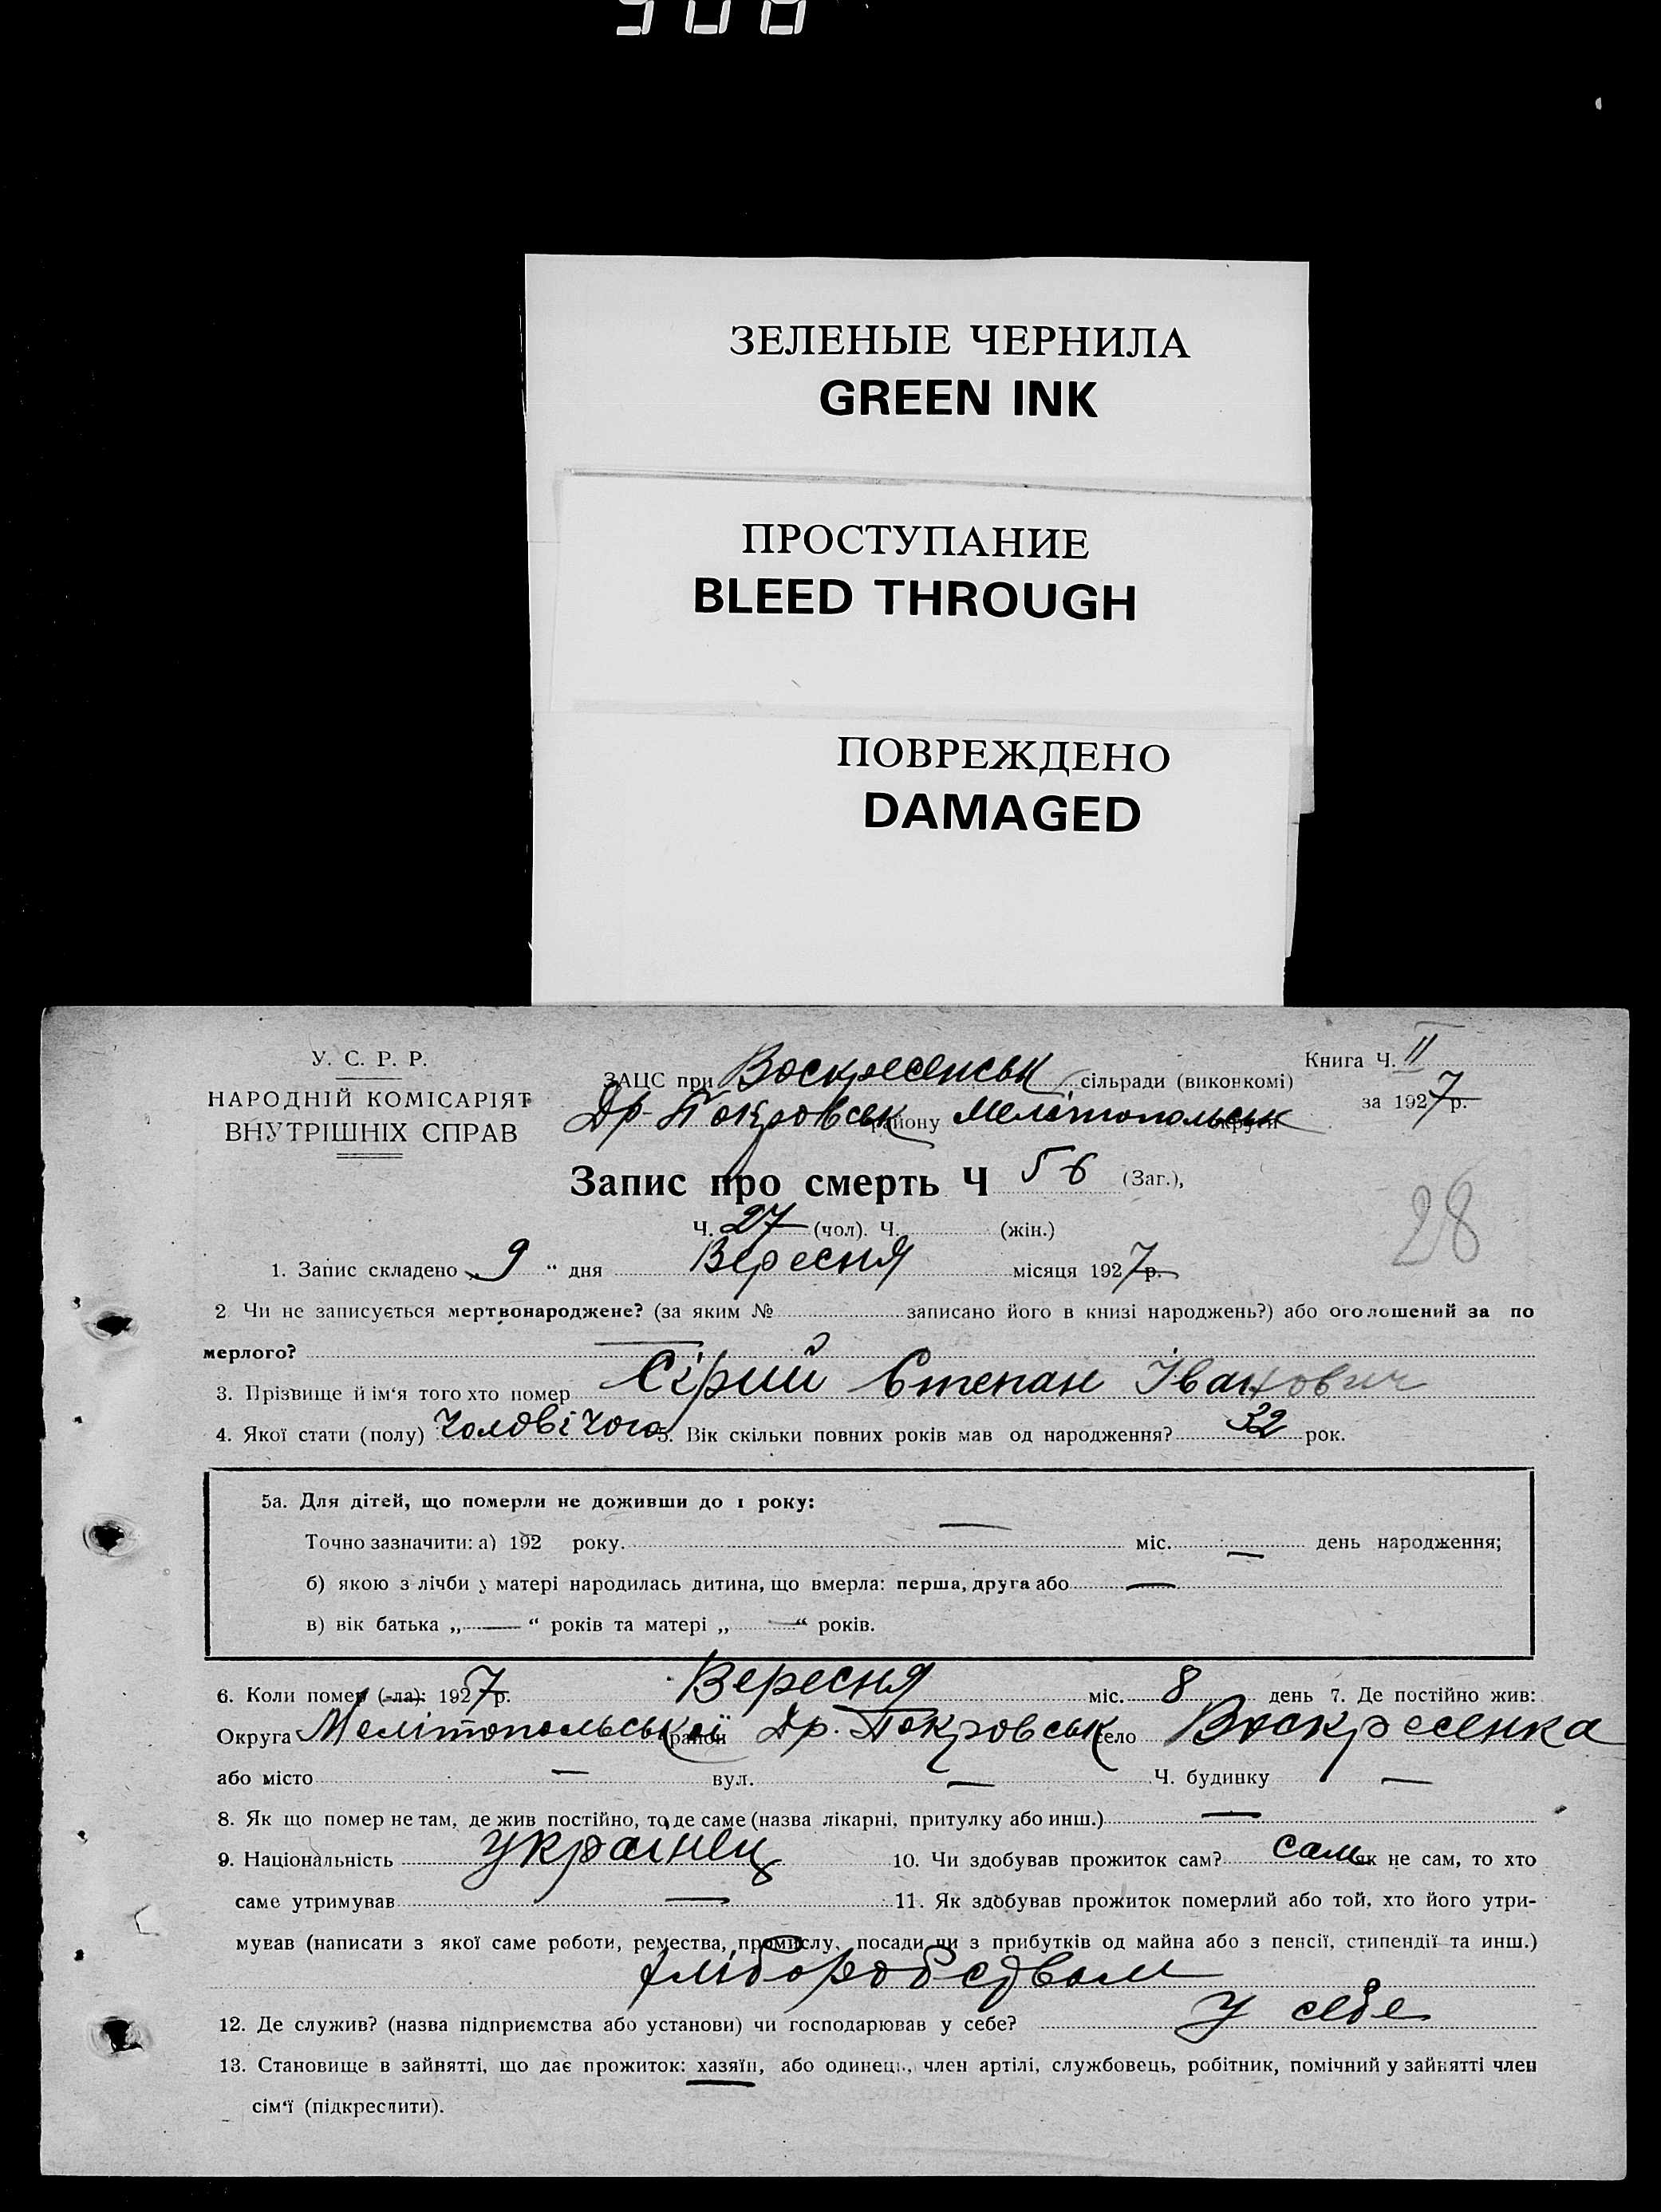 ЗЕЛЕНЫЕ ЧЕРНИЛА
GREEN INK
ПРОСТУПАНИЕ
BLEED THROUGH
ПОВРЕЖДЕНО
DAMAGED
У. С. Р. Р.
НАРОДНІЙ КОМІСАРІЯТ
ВНУТРІШНІХ СПРАВ
ЗАЦС при Воскресенськ сільради (виконкомі)
Др-Покровськ району Мелітопольськ округи
Книга Ч. II
за 1927 р.
Запис про смерть Ч 56 (Заг.),
Ч. 27 (чол). Ч. (жін.)
28
1. Запис складено „ 9 “ дня Вересня місяця 1927 р.
2 Чи не записується мертвонароджене? (за яким № записано його в книзі народжень?) або оголошений за по
мерлого? —
3. Прізвище й ім‘я того хто помер Сірий Степан Іванович
4. Якої стати (полу) Чоловічого 5. Вік скільки повних років мав од народження? 32 рок.
5а. Для дітей, що померли не доживши до 1 року:
Точно зазначити: а) 192 року. — міс. — день народження;
б) якою з лічби у матері народилась дитина, що вмерла: перша, друга або —
в) вік батька „ — “ років та матері „ — “ років.
6. Коли помер (-ла): 1927 р. Вересня міс. 8 день 7. Де постійно жив:
Округа Мелітопольської район Др. Покровськ село Воскресенка
або місто — вул. — Ч. будинку —
8. Як що помер не там, де жив постійно, то де саме (назва лікарні, притулку або инш.) —
9. Національність українец 10. Чи здобував прожиток сам? сам як не сам, то хто
саме утримував — 11. Як здобував прожиток померлий або той, хто його утри-
мував (написати з якої саме роботи, ремества, промислу, посади чи з прибутків од майна або з пенсії, стипендії та инш.)
хліборобством
12. Де служив? (назва підприємства або установи) чи господарював у себе? У себе
13. Становище в зайнятті, що дає прожиток: хазяїн, або одинець, член артілі, службовець, робітник, помічний у зайнятті член
сім‘ї (підкреслити).